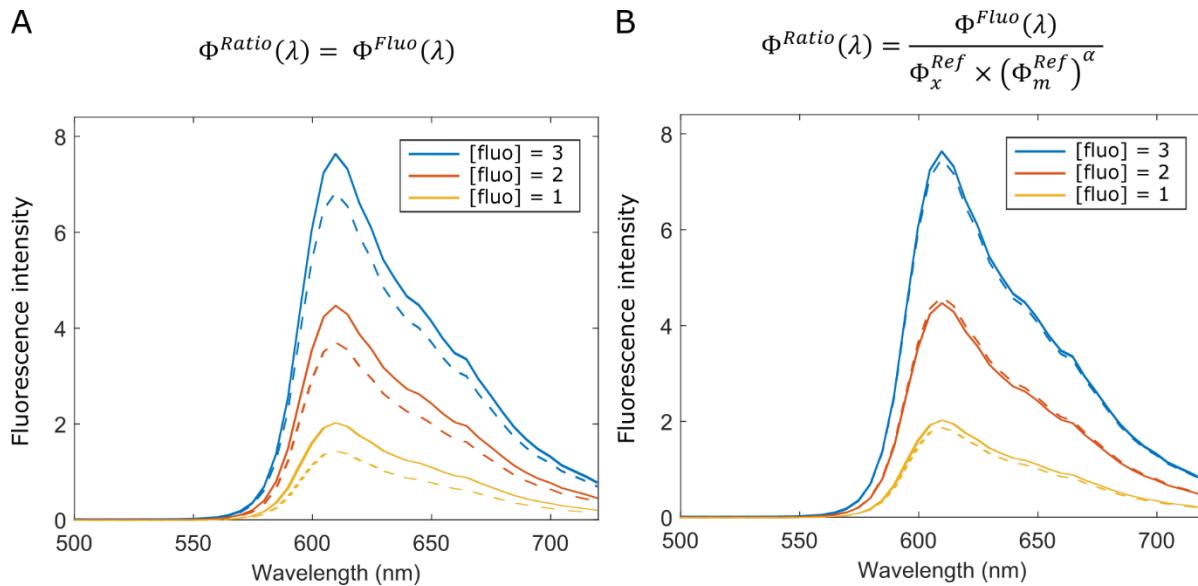 A
Φ^Ratio(λ) = Φ^Fluo(λ)
Fluorescence intensity
8
6
4
2
0
[fluo] = 3
[fluo] = 2
[fluo] = 1
500 550 600 650 700
Wavelength (nm)
B
Φ^Ratio(λ) = Φ^Fluo(λ) / Φ_x^Ref × (Φ_m^Ref)^α
Fluorescence intensity
8
6
4
2
0
[fluo] = 3
[fluo] = 2
[fluo] = 1
500 550 600 650 700
Wavelength (nm)